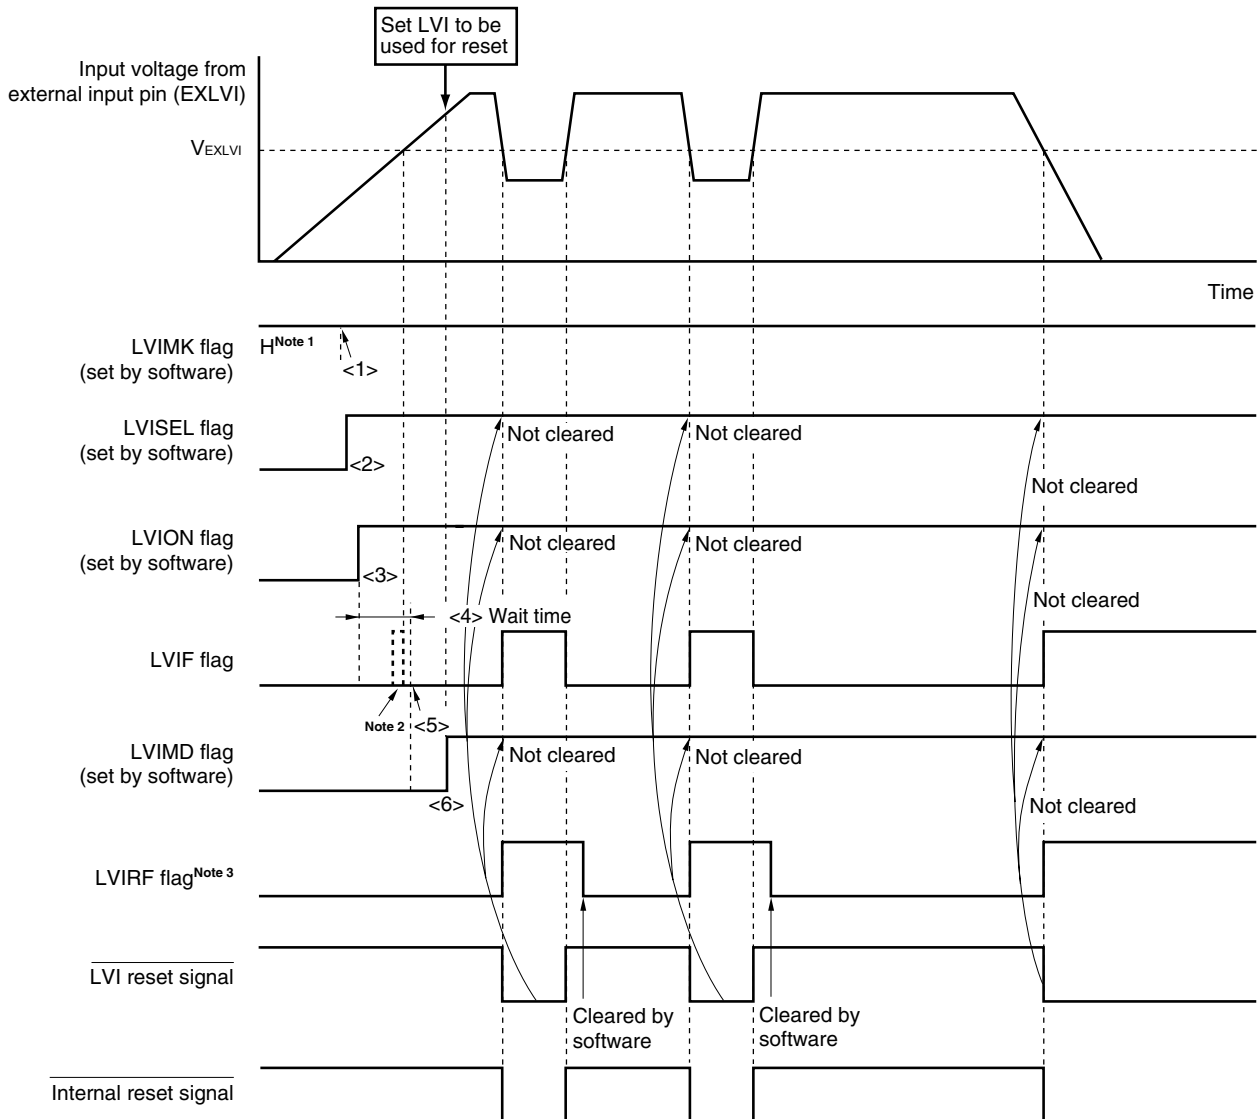 Set LVI to be
used for reset
Input voltage from
external input pin (EXLVI)
VEXLVI
Time
LVIMK flag
(set by software)
HNote 1
<1>
LVISEL flag
(set by software)
<2>
Not cleared
Not cleared
Not cleared
LVION flag
(set by software)
<3>
Not cleared
Not cleared
Not cleared
<4> Wait time
LVIF flag
Note 2
<5>
LVIMD flag
(set by software)
<6>
Not cleared
Not cleared
Not cleared
LVIRF flagNote 3
LVI reset signal
Cleared by
software
Cleared by
software
Internal reset signal